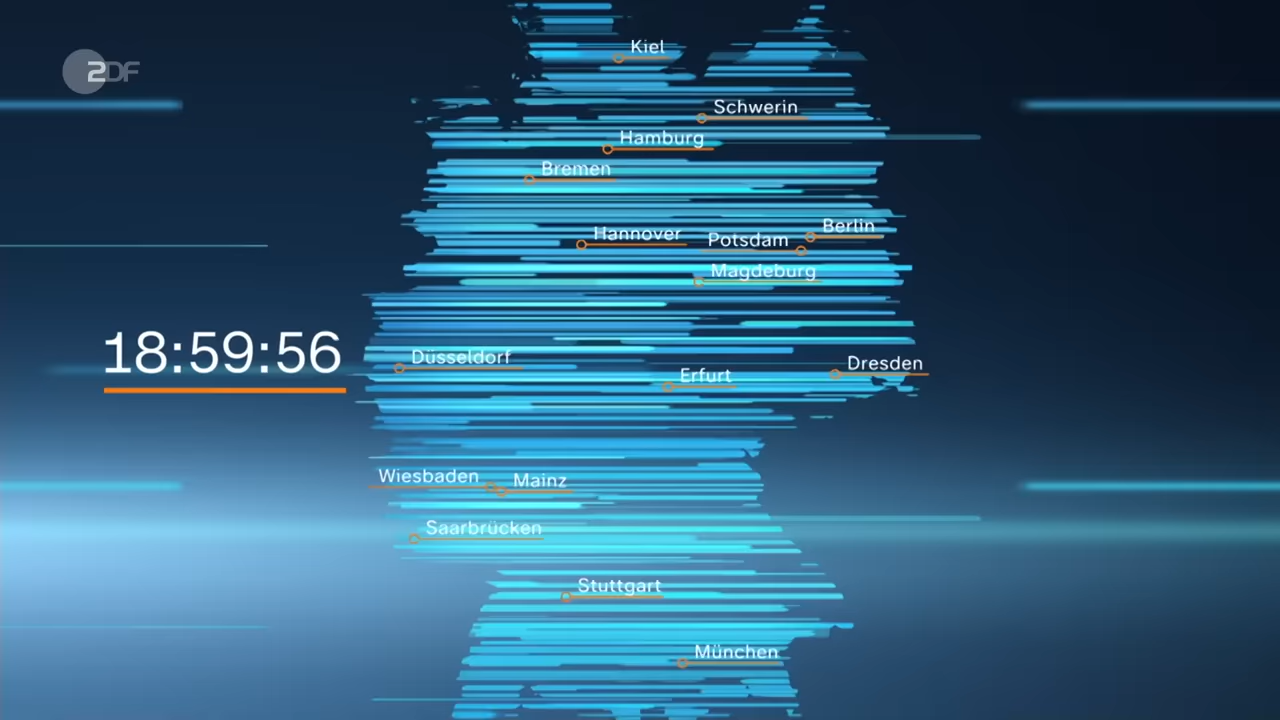 ZDF
Kiel
Schwerin
Hamburg
Bremen
Berlin
Hannover
Potsdam
Magdeburg
18:59:56
Düsseldorf
Dresden
Erfurt
Wiesbaden
Mainz
Saarbrücken
Stuttgart
München